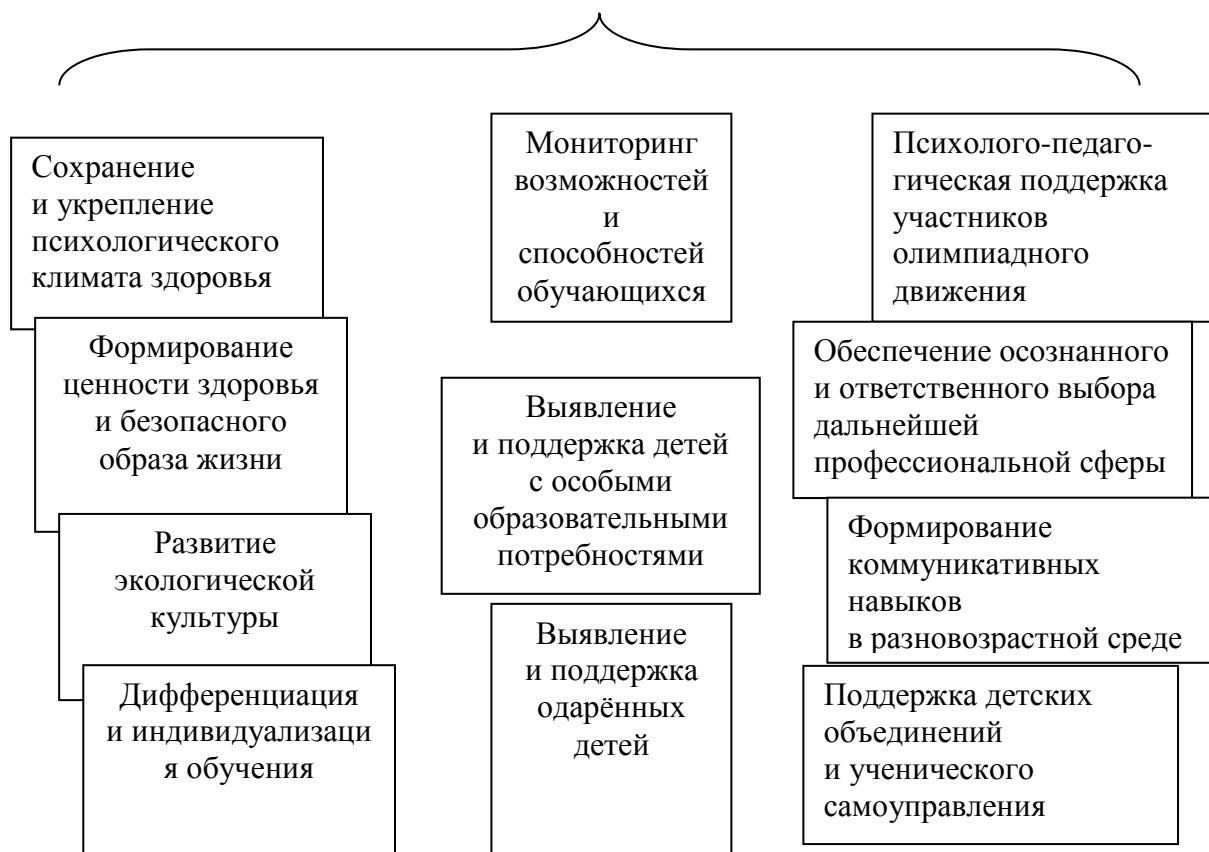 Сохранение
и укрепление
психологического
климата здоровья
Формирование
ценности здоровья
и безопасного
образа жизни
Развитие
экологической
культуры
Дифференциация
и индивидуализаци
я обучения
Мониторинг
возможностей
и
способностей
обучающихся
Выявление
и поддержка детей
с особыми
образовательными
потребностями
Выявление
и поддержка
одарённых
детей
Психолого-педаго-
гическая поддержка
участников
олимпиадного
движения
Обеспечение осознанного
и ответственного выбора
дальнейшей
профессиональной сферы
Формирование
коммуникативных
навыков
в разновозрастной среде
Поддержка детских
объединений
и ученического
самоуправления